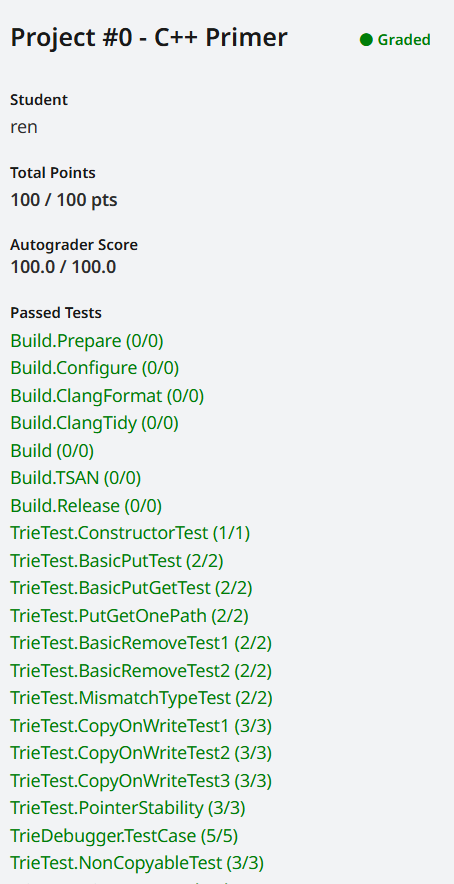 Project #0 - C++ Primer
Graded
Student
ren
Total Points
100 / 100 pts
Autograder Score
100.0 / 100.0
Passed Tests
Build.Prepare (0/0)
Build.Configure (0/0)
Build.ClangFormat (0/0)
Build.ClangTidy (0/0)
Build (0/0)
Build.TSAN (0/0)
Build.Release (0/0)
TrieTest.ConstructorTest (1/1)
TrieTest.BasicPutTest (2/2)
TrieTest.BasicPutGetTest (2/2)
TrieTest.PutGetOnePath (2/2)
TrieTest.BasicRemoveTest1 (2/2)
TrieTest.BasicRemoveTest2 (2/2)
TrieTest.MismatchTypeTest (2/2)
TrieTest.CopyOnWriteTest1 (3/3)
TrieTest.CopyOnWriteTest2 (3/3)
TrieTest.CopyOnWriteTest3 (3/3)
TrieTest.PointerStability (3/3)
TrieDebugger.TestCase (5/5)
TrieTest.NonCopyableTest (3/3)